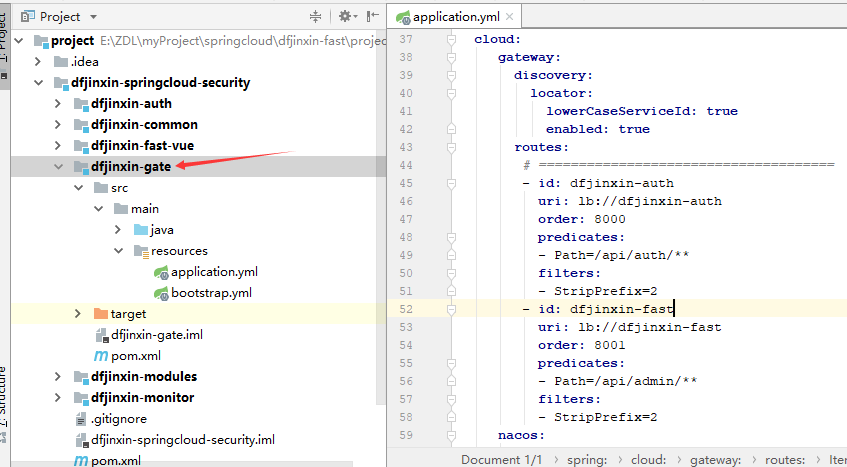 1: Project
Project
project E:\ZDL\myProject\springcloud\dfjinxin-fast\projec
.idea
dfjinxin-springcloud-security
dfjinxin-auth
dfjinxin-common
dfjinxin-fast-vue
dfjinxin-gate
src
main
java
resources
application.yml
bootstrap.yml
target
dfjinxin-gate.iml
pom.xml
dfjinxin-modules
dfjinxin-monitor
.gitignore
dfjinxin-springcloud-security.iml
pom.xml
7: Structure
application.yml
37 cloud:
38 gateway:
39 discovery:
40 locator:
41 lowerCaseServiceId: true
42 enabled: true
43 routes:
44 # =====================================
45 - id: dfjinxin-auth
46 uri: lb://dfjinxin-auth
47 order: 8000
48 predicates:
49 - Path=/api/auth/**
50 filters:
51 - StripPrefix=2
52 - id: dfjinxin-fast
53 uri: lb://dfjinxin-fast
54 order: 8001
55 predicates:
56 - Path=/api/admin/**
57 filters:
58 - StripPrefix=2
59 nacos:
Document 1/1 › spring: › cloud: › gateway: › routes: › Iter